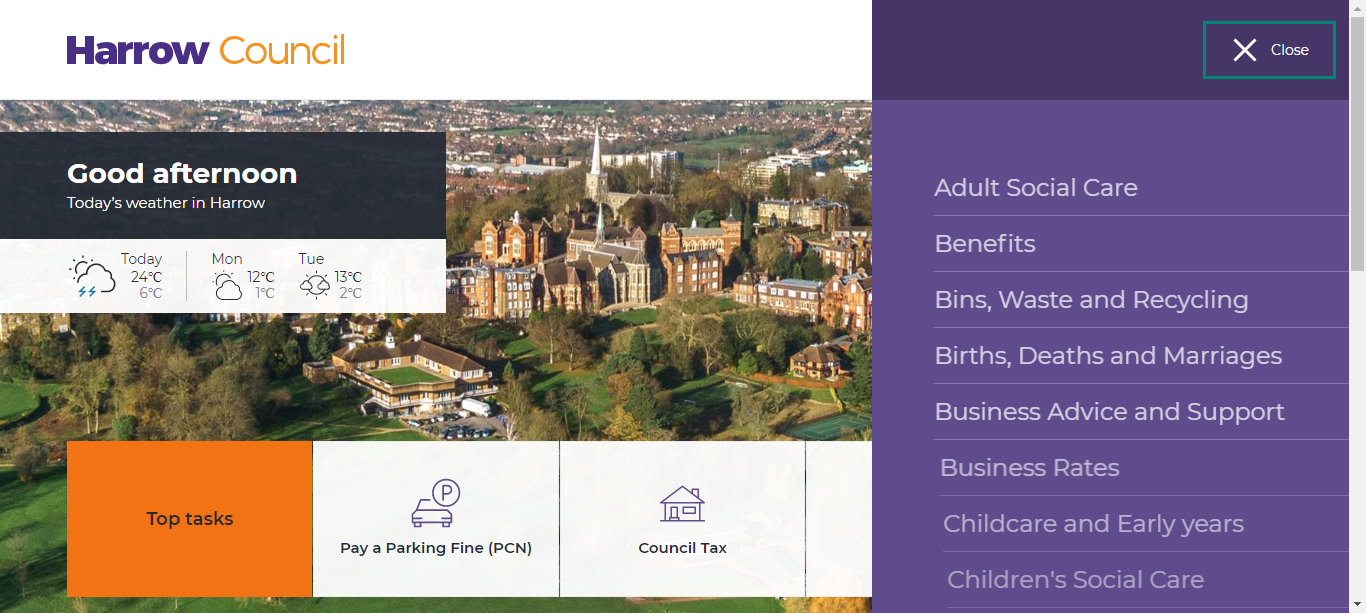 Harrow Council
Close
Good afternoon
Today's weather in Harrow
Today
24°C
6°C
Mon
12°C
1°C
Tue
13°C
2°C
Top tasks
P
Pay a Parking Fine (PCN)
Council Tax
Adult Social Care
Benefits
Bins, Waste and Recycling
Births, Deaths and Marriages
Business Advice and Support
Business Rates
Childcare and Early years
Children's Social Care